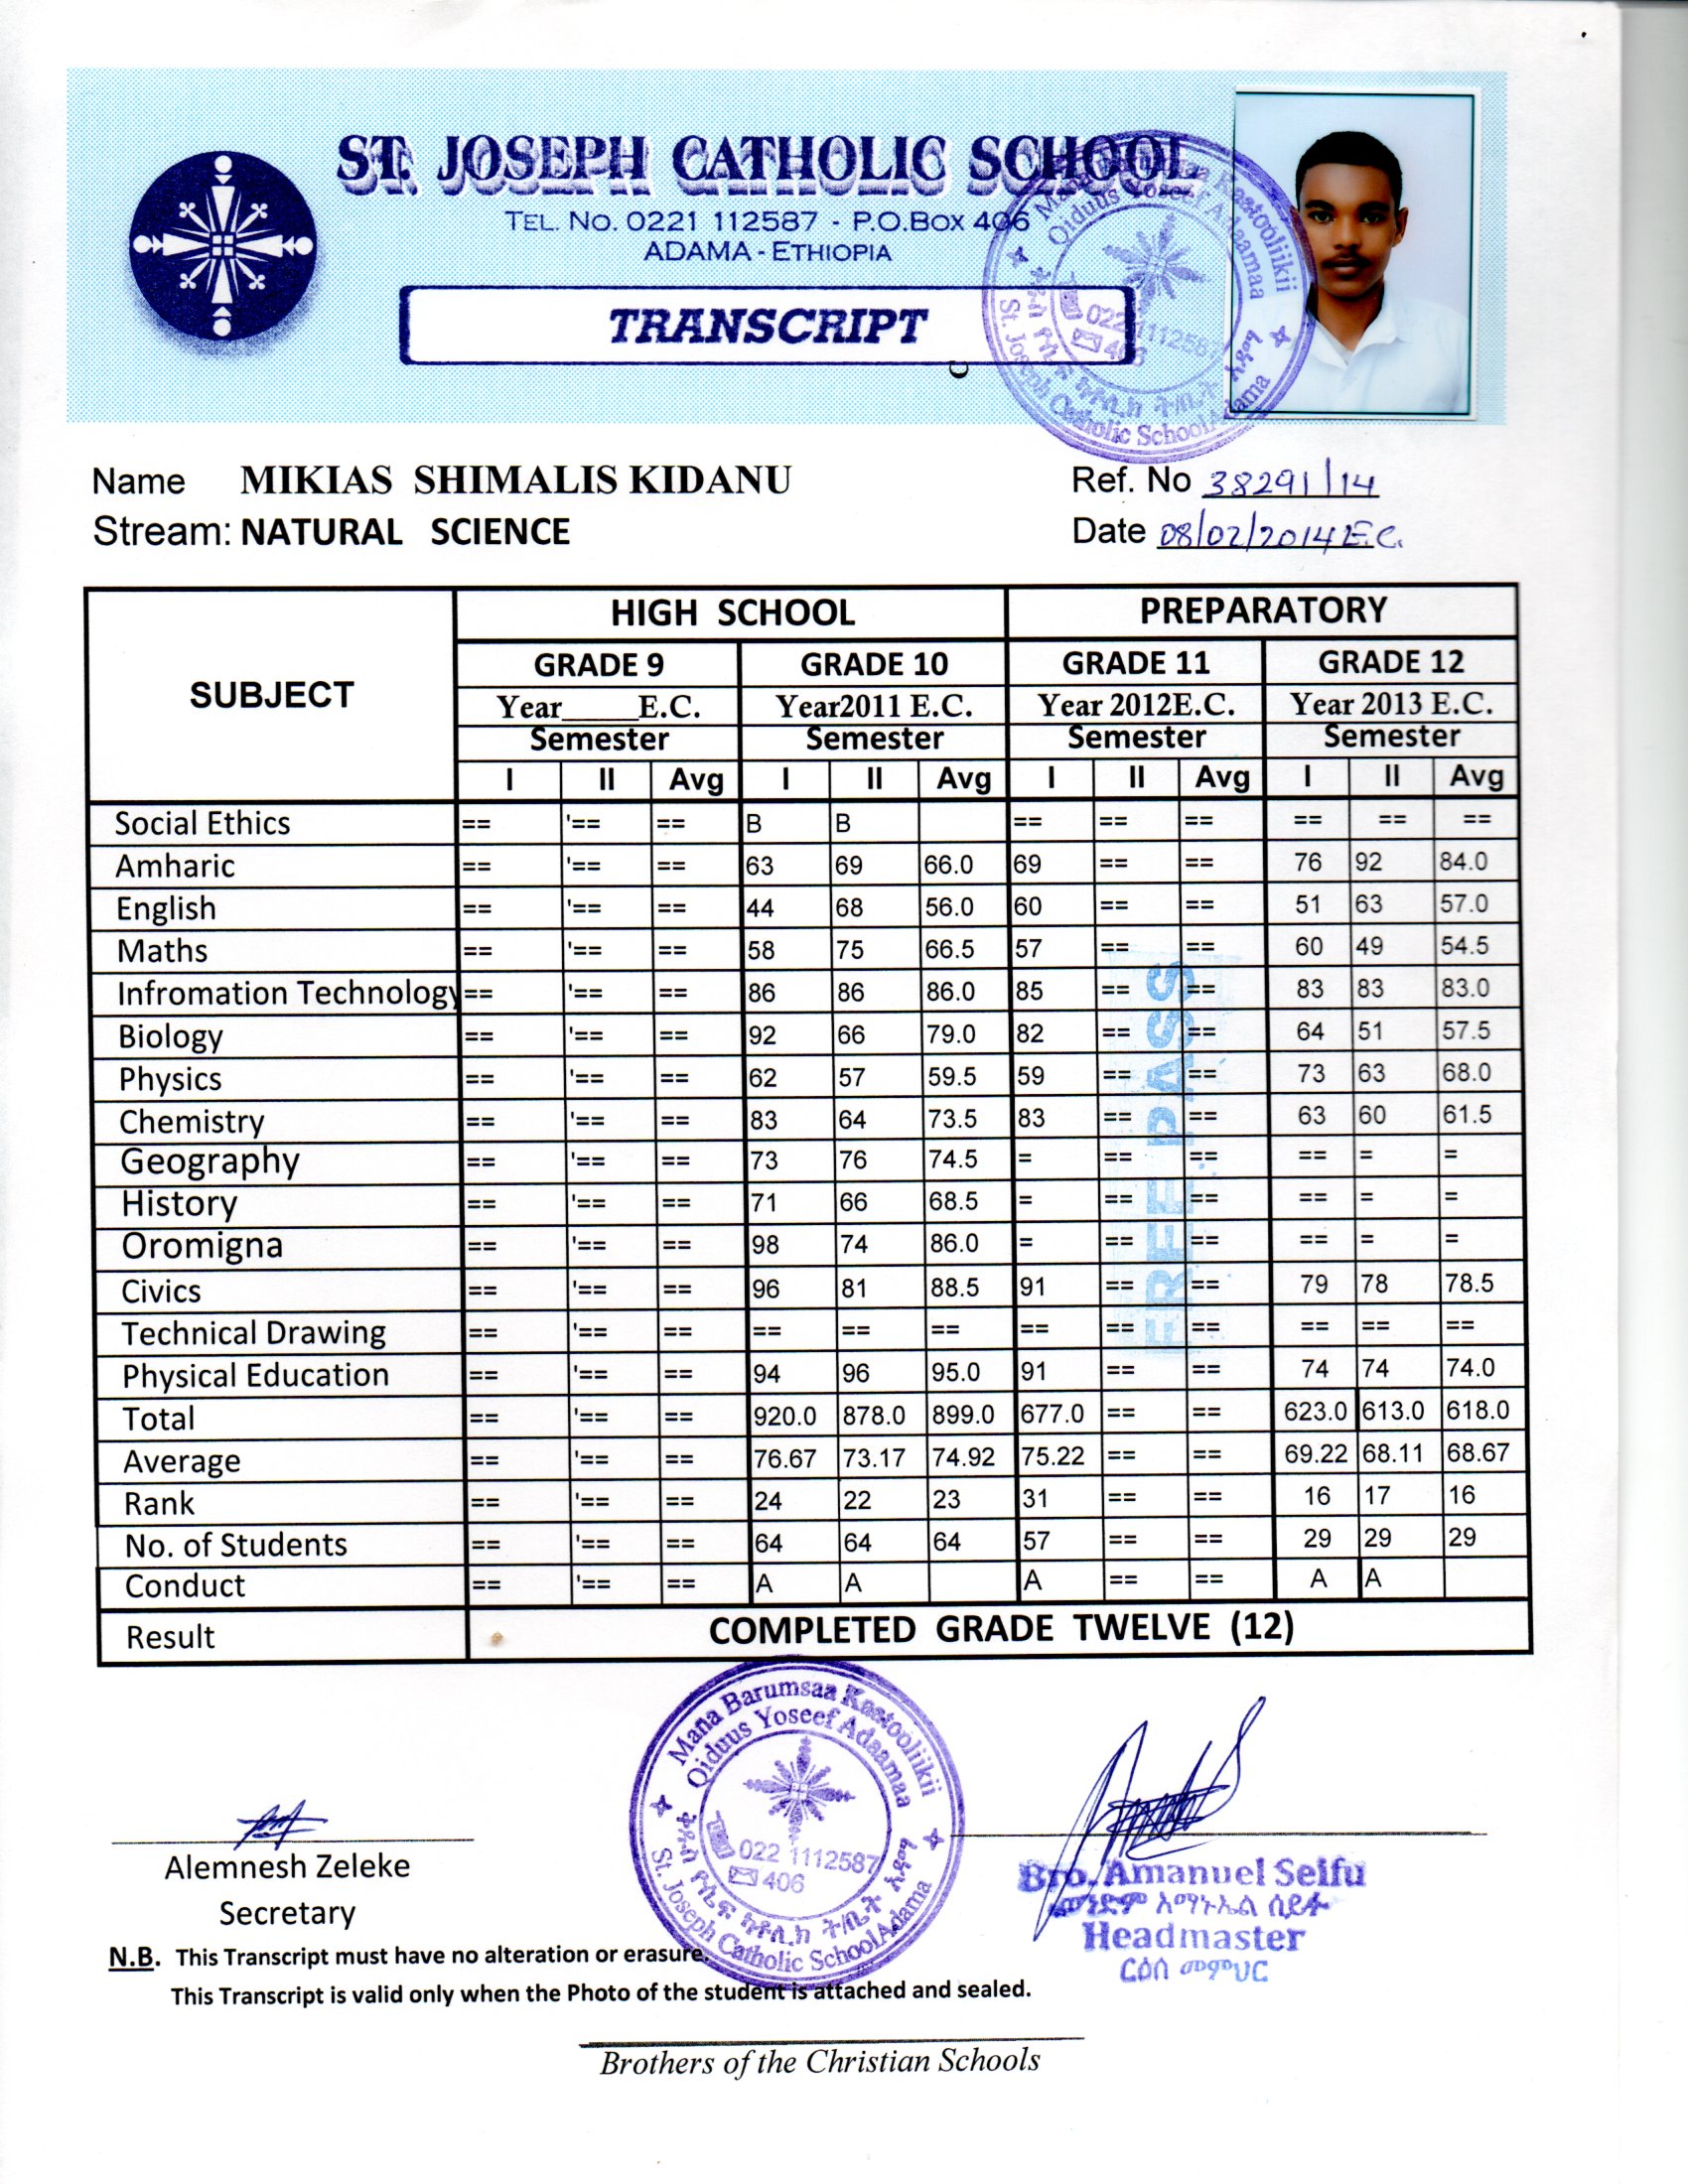 ST. JOSEPH CATHOLIC SCHOOL
TEL. NO. 0221 112587 - P.O.BOX 406
ADAMA - ETHIOPIA
TRANSCRIPT
Qiduus Yoseef Adaamaa
St. Joseph Catholic School Adama
022 1112587
406
Name MIKIAS SHIMALIS KIDANU
Ref. No 38291/14
Stream: NATURAL SCIENCE
Date 08/02/2014 E.C.
SUBJECT HIGH SCHOOL PREPARATORY
GRADE 9 GRADE 10 GRADE 11 GRADE 12
Year_____E.C. Year2011 E.C. Year 2012E.C. Year 2013 E.C.
Semester Semester Semester Semester
I II Avg I II Avg I II Avg I II Avg
Social Ethics == '== == B B == == == == == ==
Amharic == '== == 63 69 66.0 69 == == 76 92 84.0
English == '== == 44 68 56.0 60 == == 51 63 57.0
Maths == '== == 58 75 66.5 57 == == 60 49 54.5
Infromation Technology == '== == 86 86 86.0 85 == == 83 83 83.0
Biology == '== == 92 66 79.0 82 == == 64 51 57.5
Physics == '== == 62 57 59.5 59 == == 73 63 68.0
Chemistry == '== == 83 64 73.5 83 == == 63 60 61.5
Geography == '== == 73 76 74.5 = == == == = =
History == '== == 71 66 68.5 = == == == = =
Oromigna == '== == 98 74 86.0 = == == == = =
Civics == '== == 96 81 88.5 91 == == 79 78 78.5
Technical Drawing == '== == == == == == == == == == ==
Physical Education == '== == 94 96 95.0 91 == == 74 74 74.0
Total == '== == 920.0 878.0 899.0 677.0 == == 623.0 613.0 618.0
Average == '== == 76.67 73.17 74.92 75.22 == == 69.22 68.11 68.67
Rank == '== == 24 22 23 31 == == 16 17 16
No. of Students == '== == 64 64 64 57 == == 29 29 29
Conduct == '== == A A A == == A A
FREE PASS
Result COMPLETED GRADE TWELVE (12)
Mana Barumsaa Kaatooliikii
Qiduus Yoseef Adaamaa
ቅዱስ ዮሴፍ ካቶሊክ ት/ቤት አዳማ
St. Joseph Catholic School Adama
022 1112587
406
Alemnesh Zeleke
Secretary
Bro. Amanuel Seifu
ወንድም አማኑኤል ሰይፉ
Headmaster
ርዕሰ መምህር
N.B. This Transcript must have no alteration or erasure.
This Transcript is valid only when the Photo of the student is attached and sealed.
Brothers of the Christian Schools